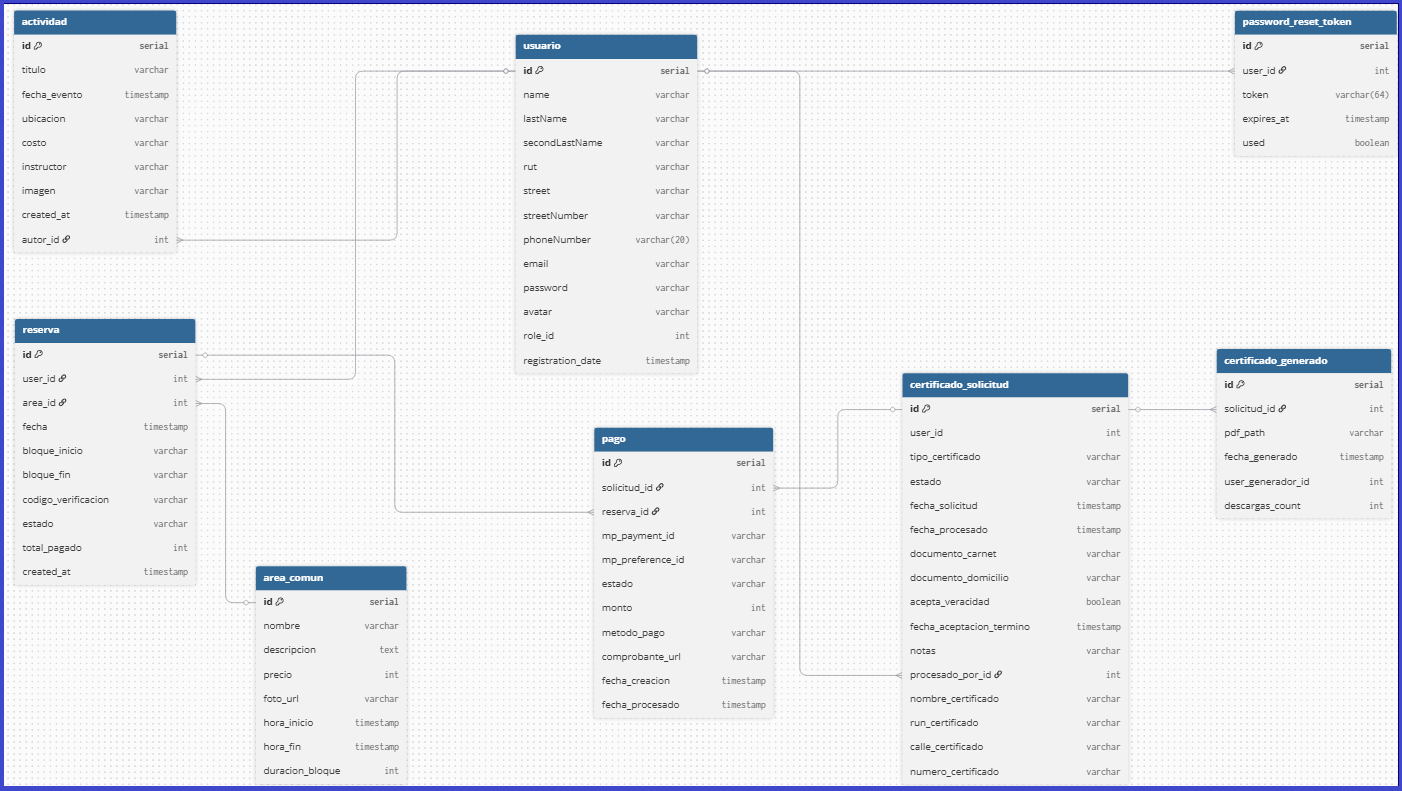 actividad
id serial
titulo varchar
fecha_evento timestamp
ubicacion varchar
costo varchar
instructor varchar
imagen varchar
created_at timestamp
autor_id int
usuario
id serial
name varchar
lastName varchar
secondLastName varchar
rut varchar
street varchar
streetNumber varchar
phoneNumber varchar(20)
email varchar
password varchar
avatar varchar
role_id int
registration_date timestamp
password_reset_token
id serial
user_id int
token varchar(64)
expires_at timestamp
used boolean
reserva
id serial
user_id int
area_id int
fecha timestamp
bloque_inicio varchar
bloque_fin varchar
codigo_verificacion varchar
estado varchar
total_pagado int
created_at timestamp
area_comun
id serial
nombre varchar
descripcion text
precio int
foto_url varchar
hora_inicio timestamp
hora_fin timestamp
duracion_bloque int
pago
id serial
solicitud_id int
reserva_id int
mp_payment_id varchar
mp_preference_id varchar
estado varchar
monto int
metodo_pago varchar
comprobante_url varchar
fecha_creacion timestamp
fecha_procesado timestamp
certificado_solicitud
id serial
user_id int
tipo_certificado varchar
estado varchar
fecha_solicitud timestamp
fecha_procesado timestamp
documento_carnet varchar
documento_domicilio varchar
acepta_veracidad boolean
fecha_aceptacion_termino timestamp
notas varchar
procesado_por_id int
nombre_certificado varchar
run_certificado varchar
calle_certificado varchar
numero_certificado varchar
certificado_generado
id serial
solicitud_id int
pdf_path varchar
fecha_generado timestamp
user_generador_id int
descargas_count int